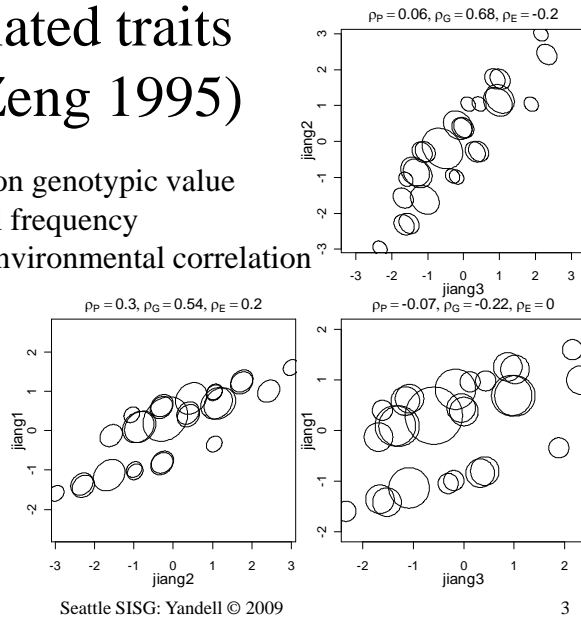 ated traits
Zeng 1995)
on genotypic value
frequency
nvironmental correlation
ρP = 0.06, ρG = 0.68, ρE = -0.2
jiang2
3
2
1
0
-1
-2
-3
-3 -2 -1 0 1 2 3
jiang3
ρP = 0.3, ρG = 0.54, ρE = 0.2
jiang1
2
1
0
-1
-2
-3 -2 -1 0 1 2 3
jiang2
ρP = -0.07, ρG = -0.22, ρE = 0
jiang1
2
1
0
-1
-2
-2 -1 0 1 2
jiang3
Seattle SISG: Yandell © 2009
3